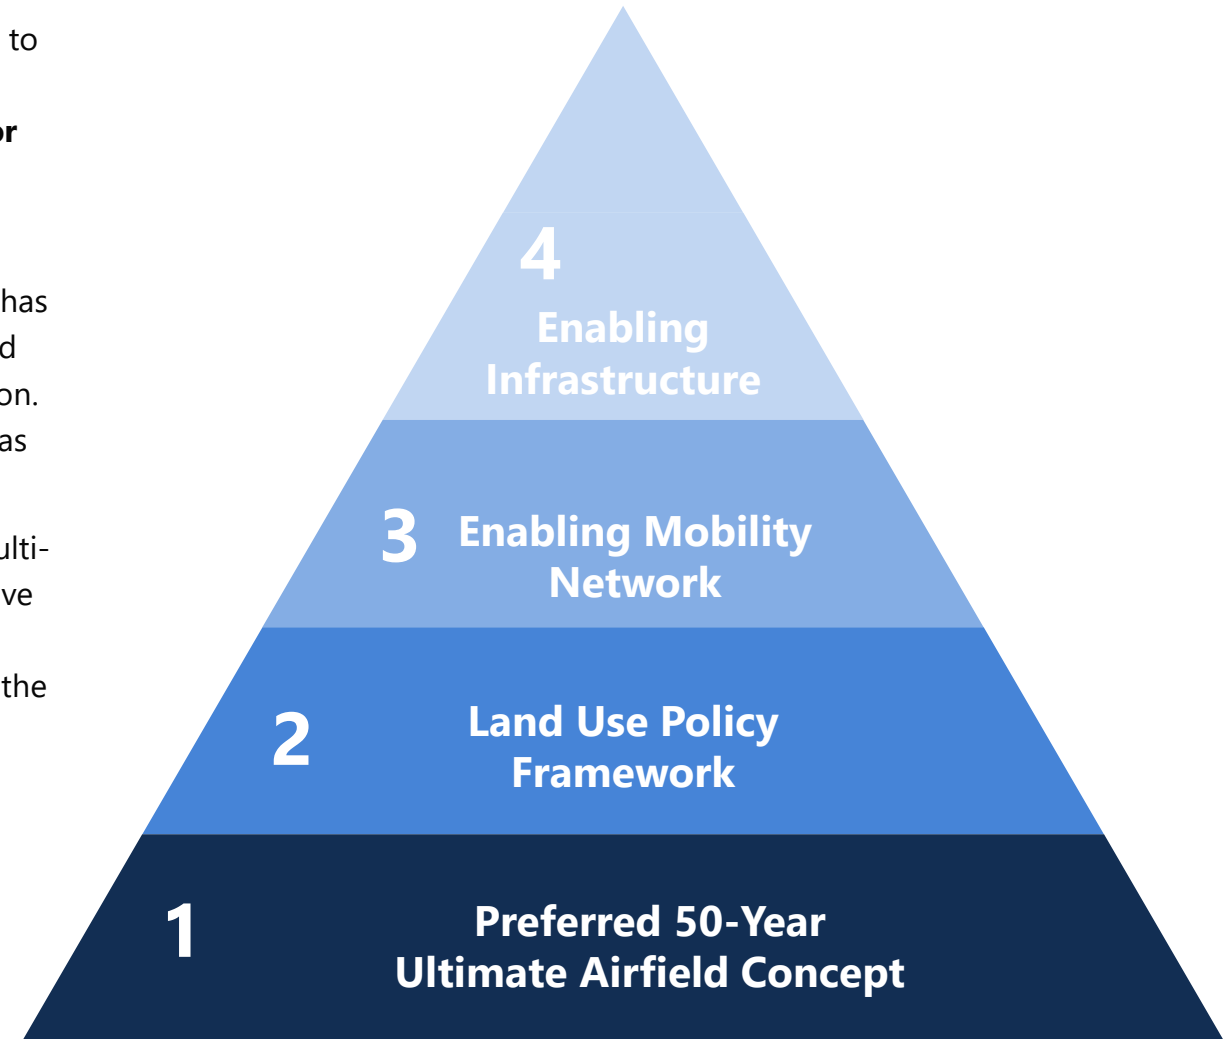 to
or
has
d
on.
as
ulti-
ve
the
4
Enabling
Infrastructure
3
Enabling Mobility
Network
2
Land Use Policy
Framework
1
Preferred 50-Year
Ultimate Airfield Concept